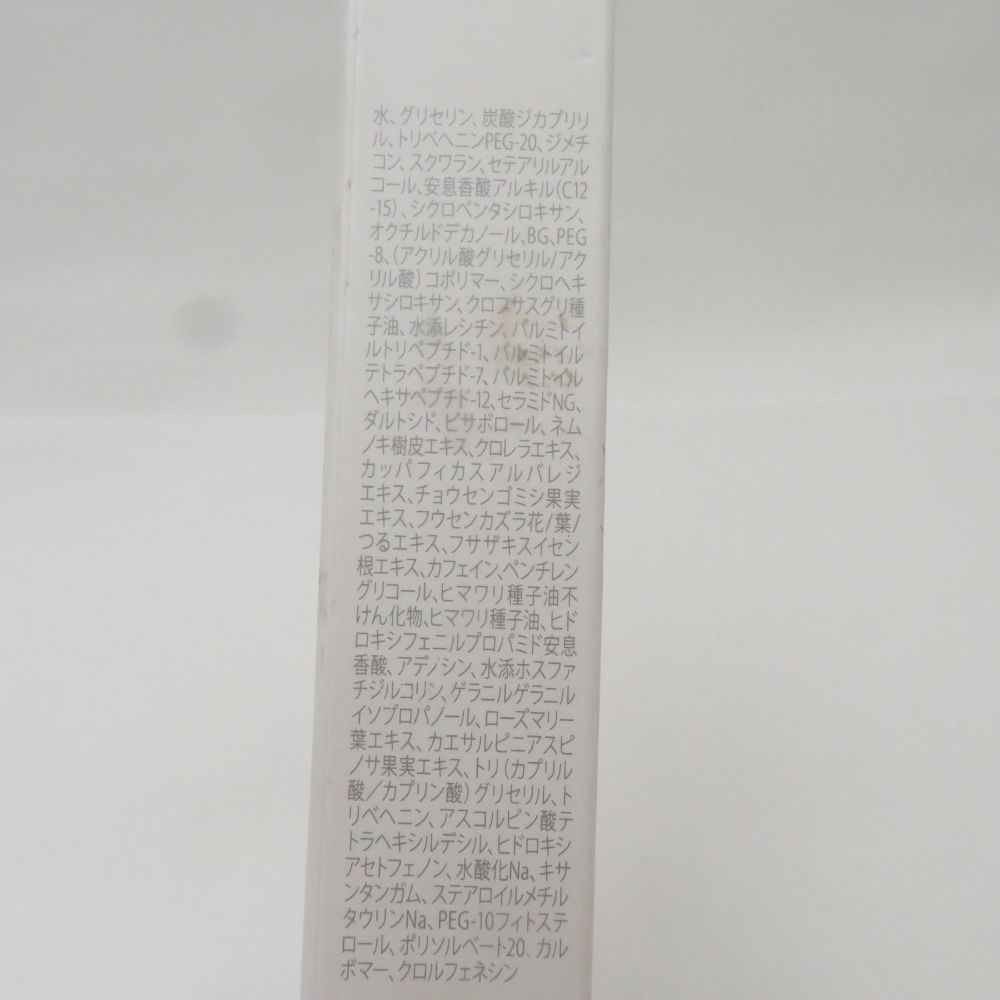 水、グリセリン、炭酸ジカプリリ
ル、トリベヘニンPEG-20、ジメチ
コン、スクワラン、セテアリルアル
コール、安息香酸アルキル(C12
-15)、シクロペンタシロキサン、
オクチルドデカノール、BG、PEG
-8、(アクリル酸グリセリル/アク
リル酸)コポリマー、シクロヘキ
サシロキサン、クロフサスグリ種
子油、水添レシチン、パルミトイ
ルトリペプチド-1、パルミトイル
テトラペプチド-7、パルミトイル
ヘキサペプチド-12、セラミドNG、
ダルトシド、ビサボロール、ネム
ノキ樹皮エキス、クロレラエキス、
カッパフィカスアルバレジ
エキス、チョウセンゴミシ果実
エキス、フウセンカズラ花/葉/
つるエキス、フサザキスイセン
根エキス、カフェイン、ペンチレン
グリコール、ヒマワリ種子油不
けん化物、ヒマワリ種子油、ヒド
ロキシフェニルプロパミド安息
香酸、アデノシン、水添ホスファ
チジルコリン、ゲラニルゲラニル
イソプロパノール、ローズマリー
葉エキス、カエサルピニアスピ
ノサ果実エキス、トリ(カプリル
酸/カプリン酸)グリセリル、ト
リベヘニン、アスコルビン酸テ
トラヘキシルデシル、ヒドロキシ
アセトフェノン、水酸化Na、キサ
ンタンガム、ステアロイルメチル
タウリンNa、PEG-10フィトステ
ロール、ポリソルベート20、カル
ボマー、クロルフェネシン